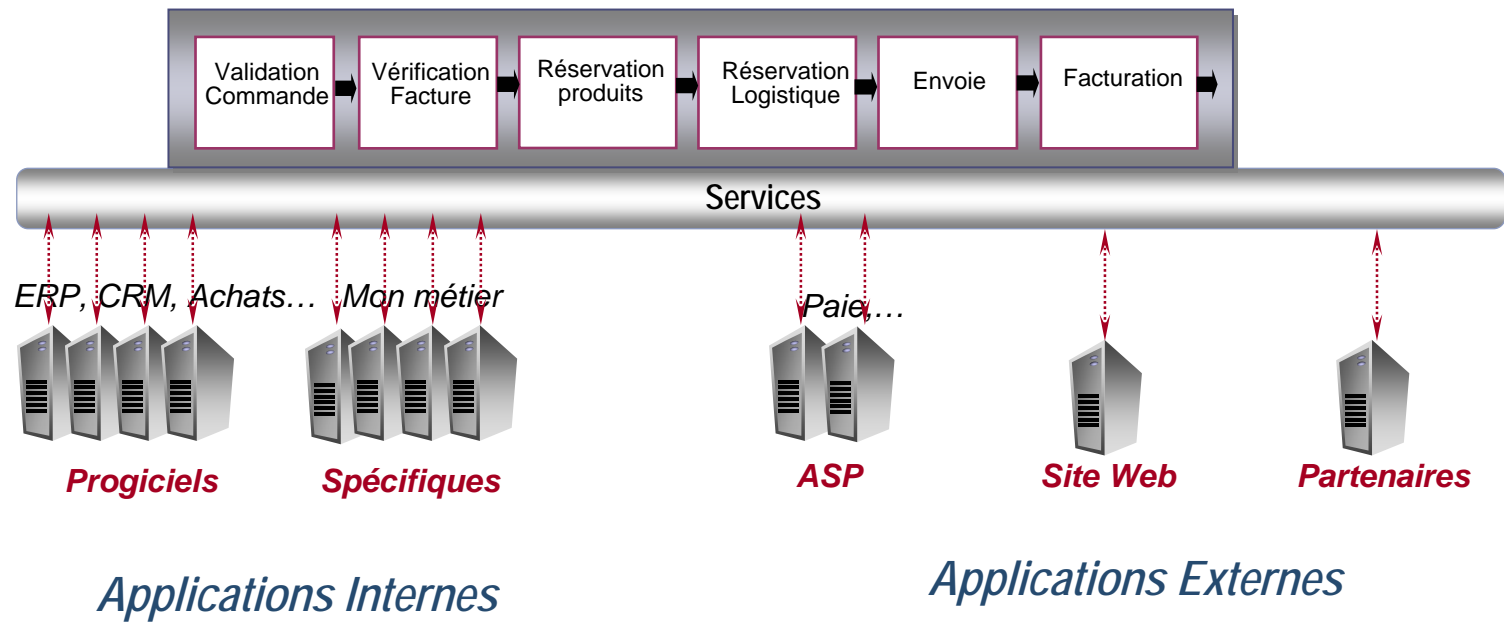 Validation
Commande
Vérification
Facture
Réservation
produits
Réservation
Logistique
Envoie
Facturation
Services
ERP, CRM, Achats…
Mon métier
Paie,…
Progiciels
Spécifiques
ASP
Site Web
Partenaires
Applications Internes
Applications Externes